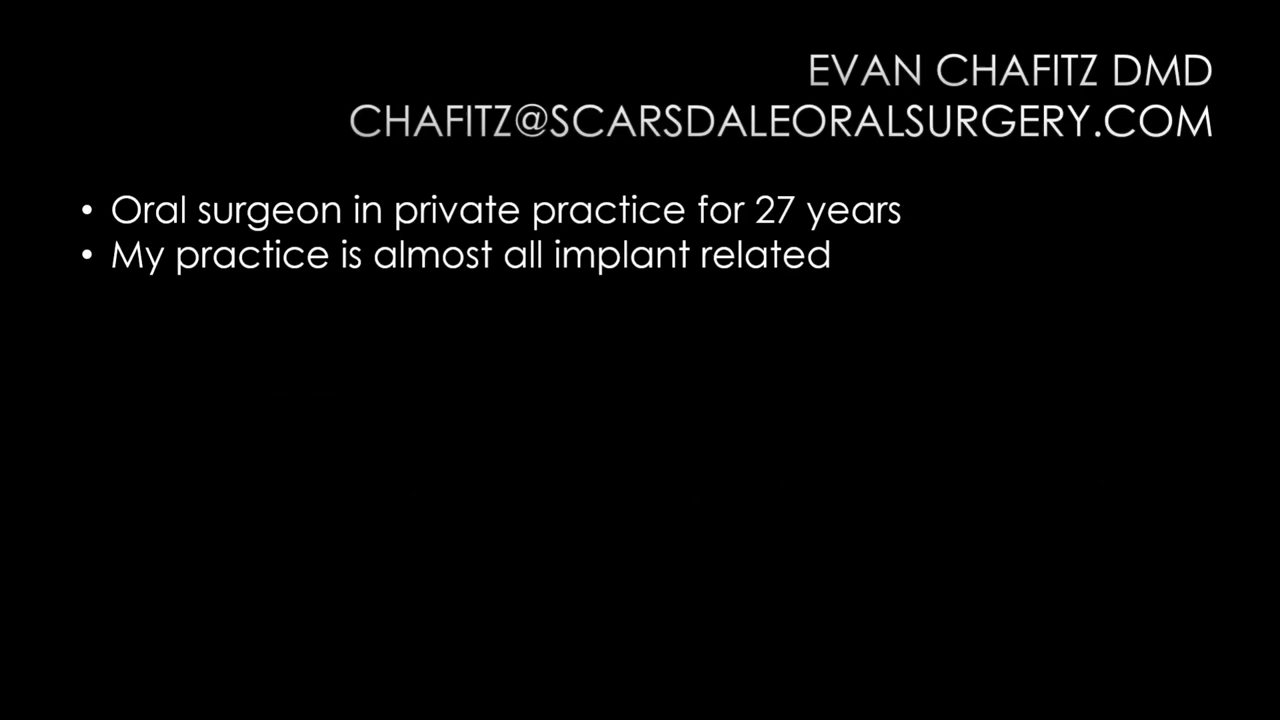 EVAN CHAFITZ DMD
CHAFITZ@SCARSDALEORALSURGERY.COM
• Oral surgeon in private practice for 27 years
• My practice is almost all implant related